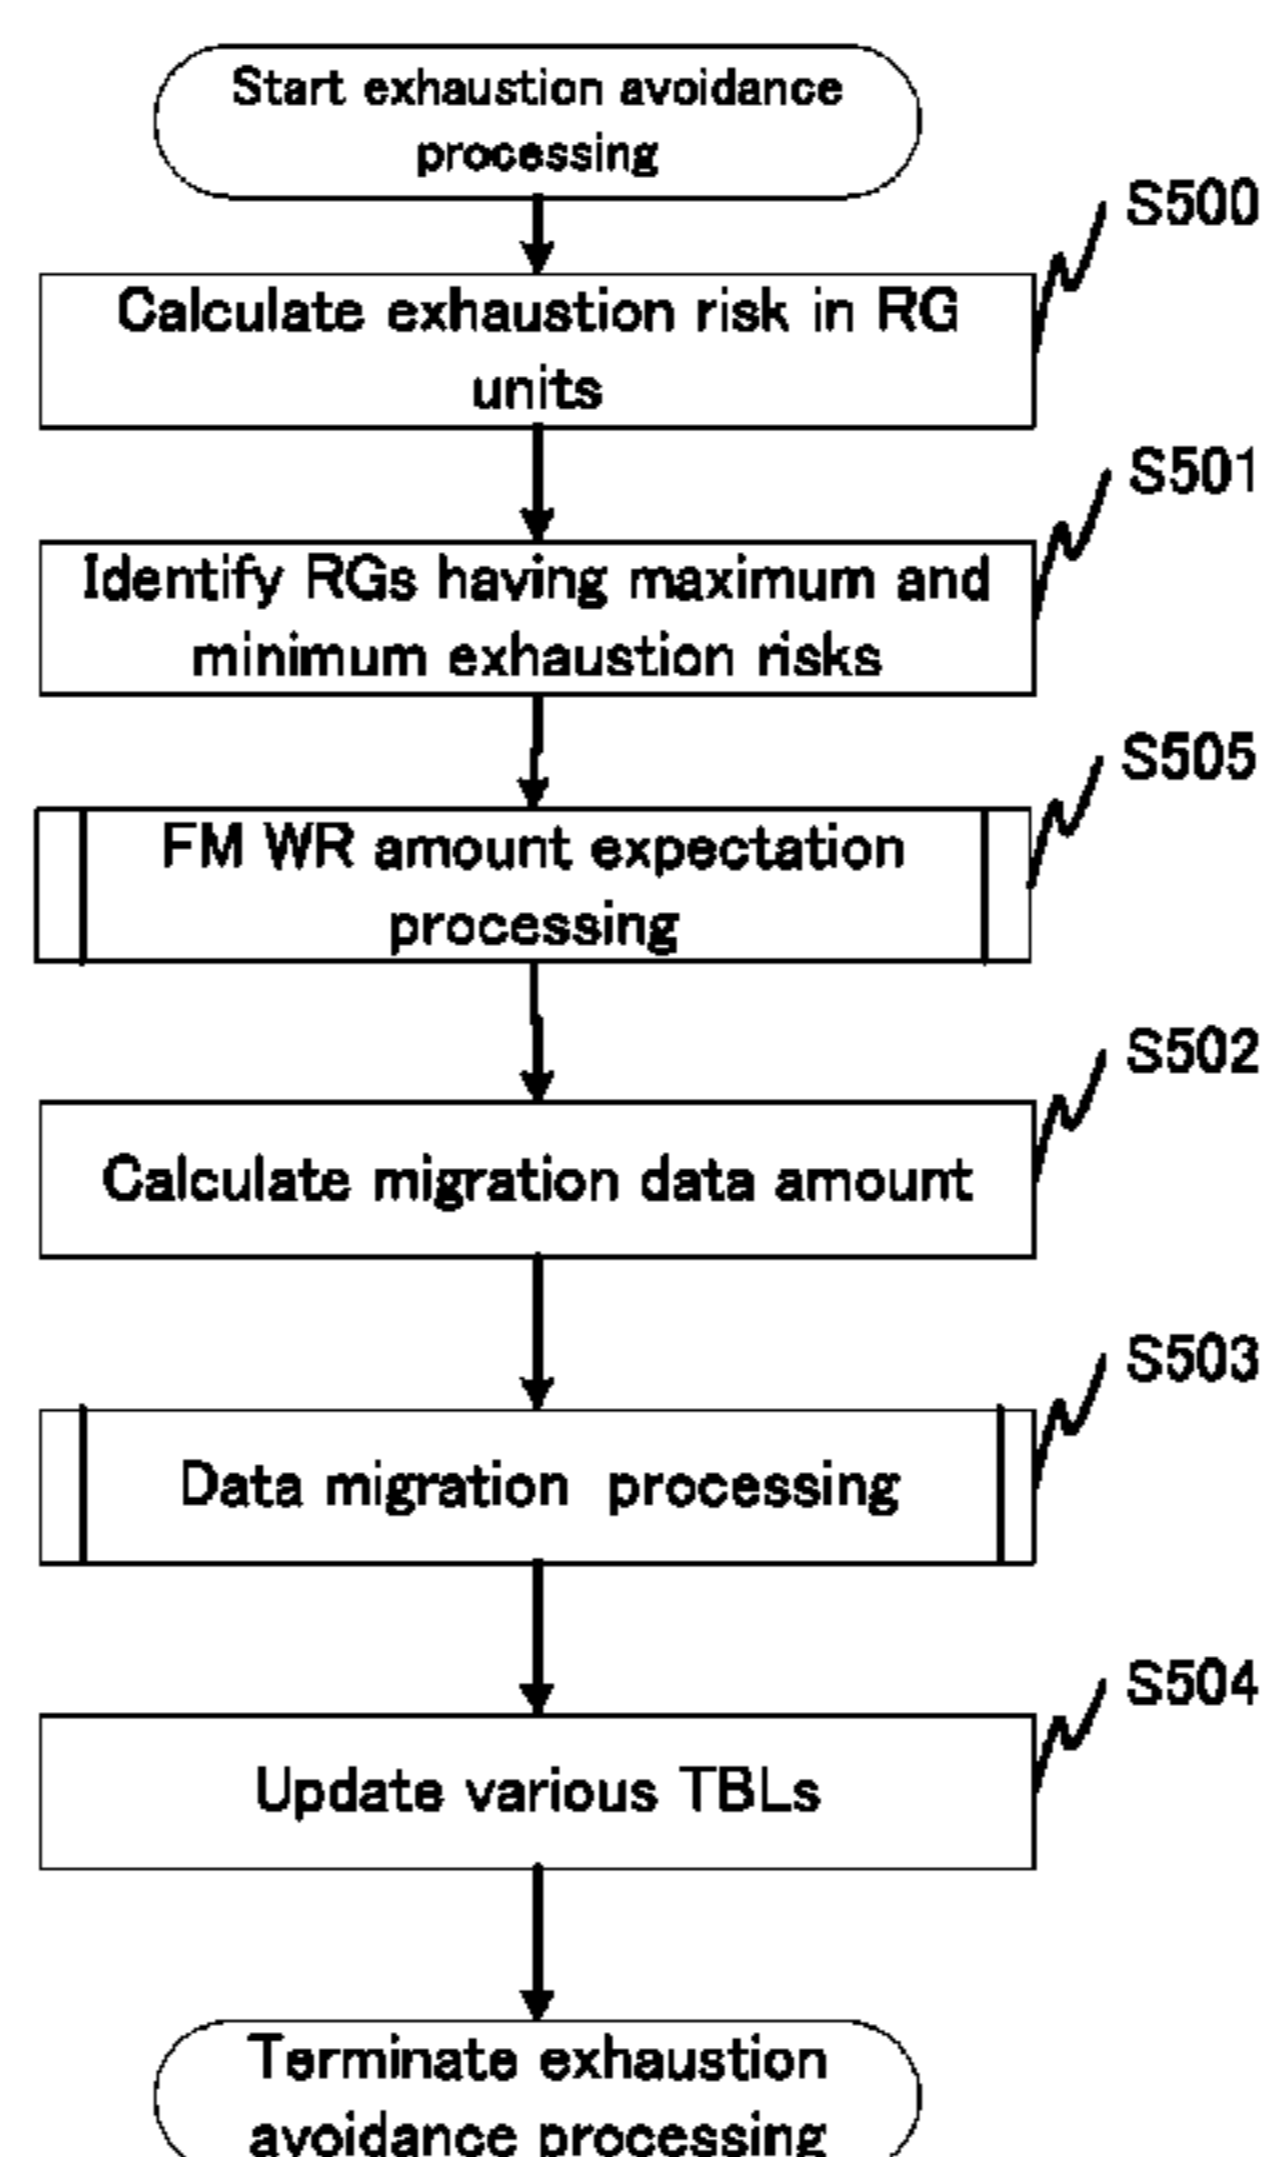 Start exhaustion avoidance
processing
S500
Calculate exhaustion risk in RG
units
S501
Identify RGs having maximum and
minimum exhaustion risks
S505
FM WR amount expectation
processing
S502
Calculate migration data amount
S503
Data migration processing
S504
Update various TBLs
Terminate exhaustion
avoidance processing